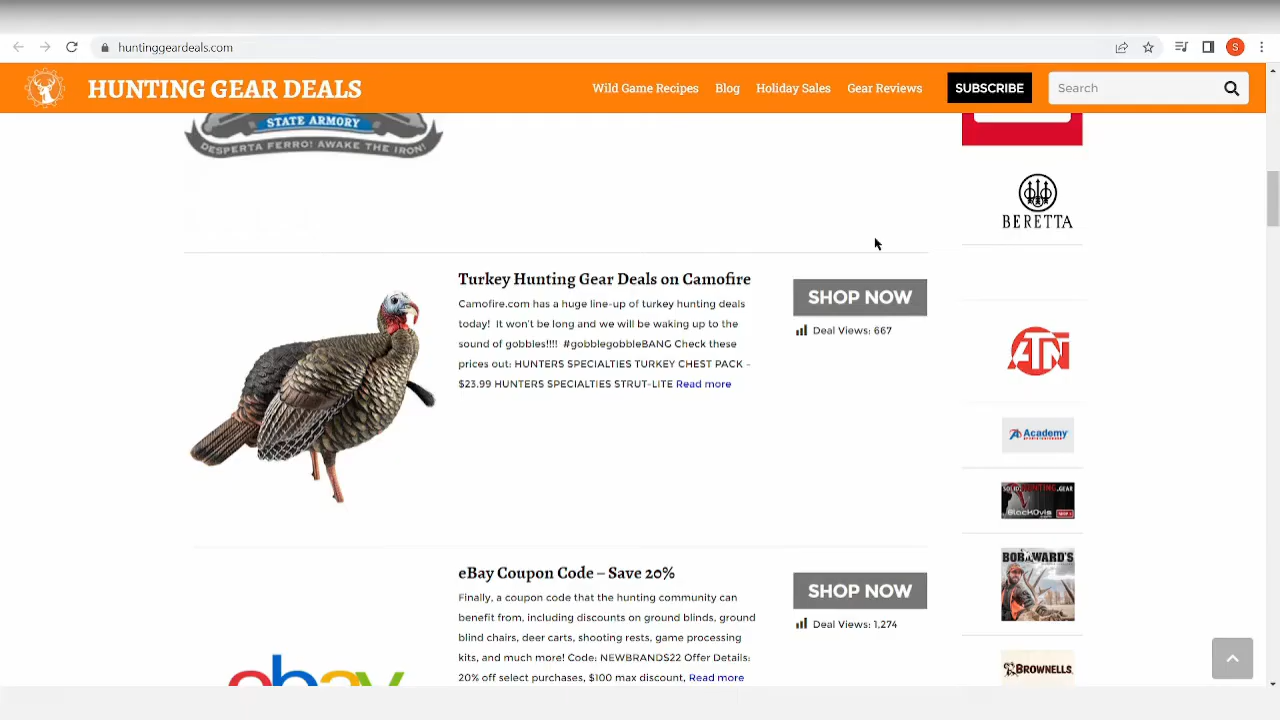 huntinggeardeals.com
S
HUNTING GEAR DEALS
Wild Game Recipes
Blog
Holiday Sales
Gear Reviews
SUBSCRIBE
Search
STATE ARMORY
DESPERTA FERRO! AWAKE THE IRON!
BERETTA
Turkey Hunting Gear Deals on Camofire
Camofire.com has a huge line-up of turkey hunting deals
today! It won't be long and we will be waking up to the
sound of gobbles!!!! #gobblegobbleBANG Check these
prices out: HUNTERS SPECIALTIES TURKEY CHEST PACK –
$23.99 HUNTERS SPECIALTIES STRUT-LITE Read more
SHOP NOW
Deal Views: 667
ATN
Academy
SOLID HUNTING GEAR
BlackOvis
BOB WARD'S
eBay Coupon Code – Save 20%
Finally, a coupon code that the hunting community can
benefit from, including discounts on ground blinds, ground
blind chairs, deer carts, shooting rests, game processing
kits, and much more! Code: NEWBRANDS22 Offer Details:
20% off select purchases, $100 max discount, Read more
SHOP NOW
Deal Views: 1,274
ebay
BROWNELLS